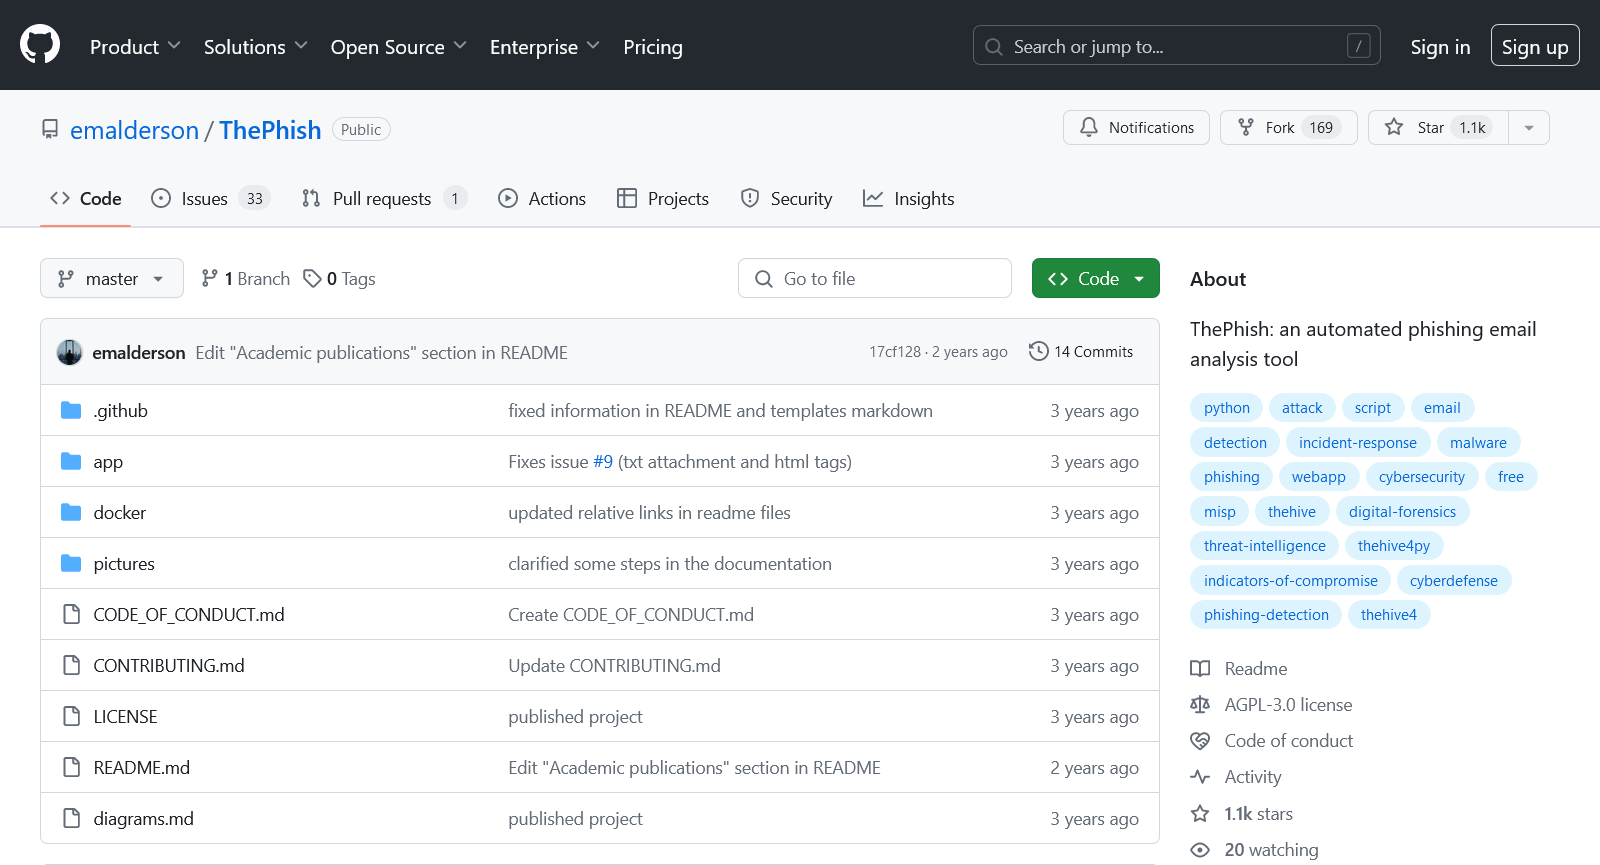 Product Solutions Open Source Enterprise Pricing Search or jump to... / Sign in Sign up
emalderson / ThePhish Public Notifications Fork 169 Star 1.1k
Code Issues 33 Pull requests 1 Actions Projects Security Insights
master 1 Branch 0 Tags Go to file Code
emalderson Edit "Academic publications" section in README 17cf128 · 2 years ago 14 Commits
.github fixed information in README and templates markdown 3 years ago
app Fixes issue #9 (txt attachment and html tags) 3 years ago
docker updated relative links in readme files 3 years ago
pictures clarified some steps in the documentation 3 years ago
CODE_OF_CONDUCT.md Create CODE_OF_CONDUCT.md 3 years ago
CONTRIBUTING.md Update CONTRIBUTING.md 3 years ago
LICENSE published project 3 years ago
README.md Edit "Academic publications" section in README 2 years ago
diagrams.md published project 3 years ago
About
ThePhish: an automated phishing email
analysis tool
python attack script email
detection incident-response malware
phishing webapp cybersecurity free
misp thehive digital-forensics
threat-intelligence thehive4py
indicators-of-compromise cyberdefense
phishing-detection thehive4
Readme
AGPL-3.0 license
Code of conduct
Activity
1.1k stars
20 watching